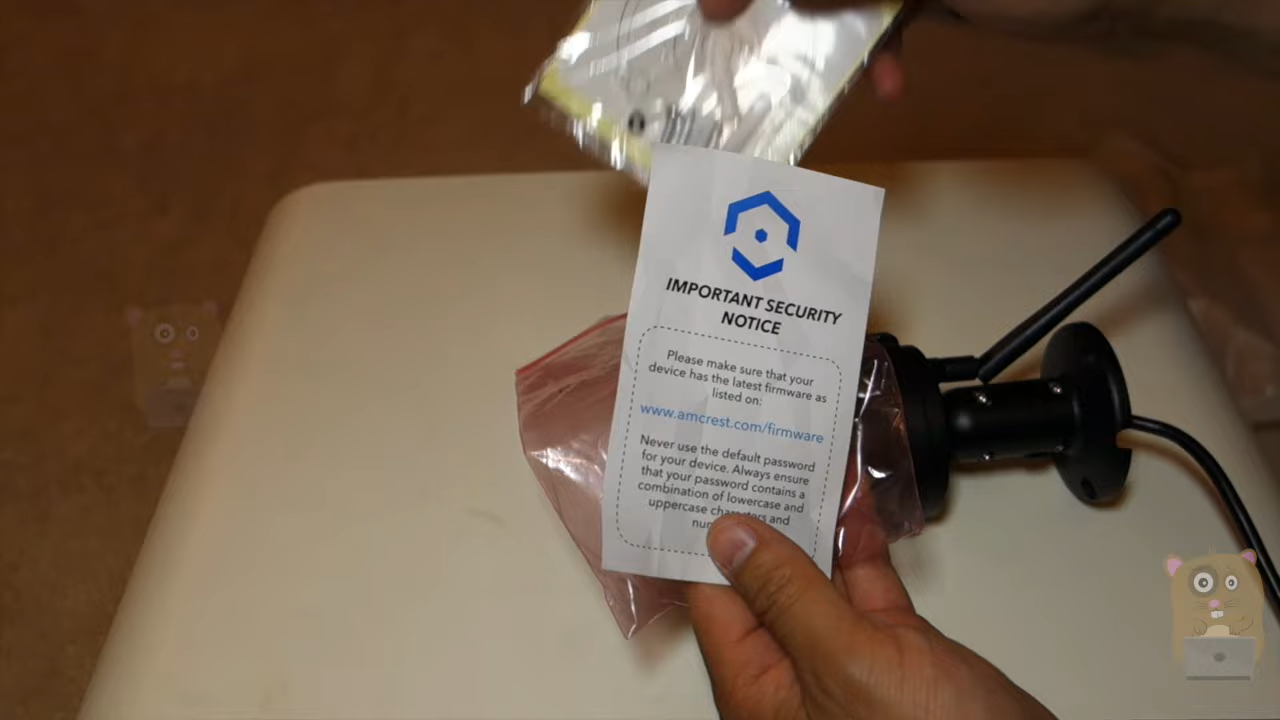 IMPORTANT SECURITY
NOTICE
Please make sure that your
device has the latest firmware as
listed on:
www.amcrest.com/firmware
Never use the default password
for your device. Always ensure
that your password contains a
combination of lowercase and
uppercase characters and